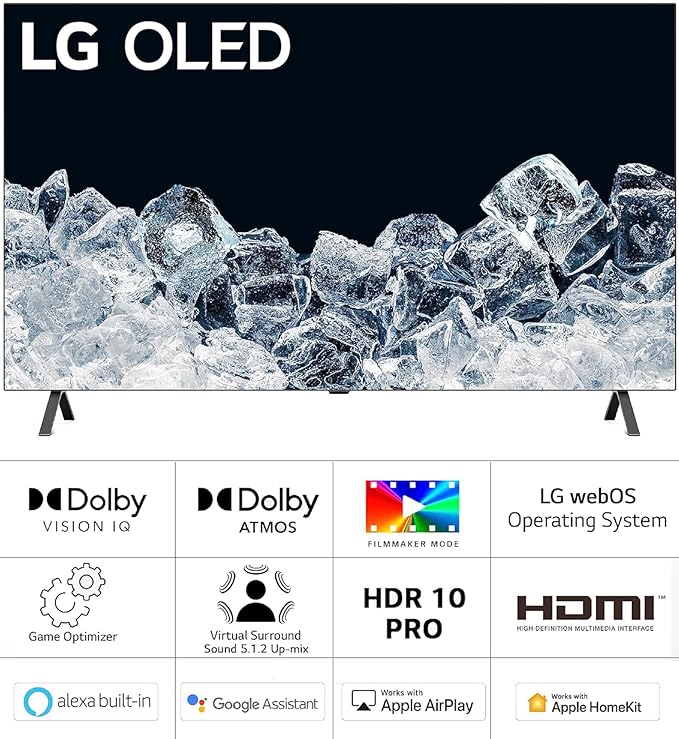 LG OLED
Dolby
VISION IQ
Dolby
ATMOS
FILMMAKER MODE
LG webOS
Operating System
Game Optimizer
Virtual Surround
Sound 5.1.2 Up-mix
HDR 10
PRO
HDMI™
HIGH-DEFINITION MULTIMEDIA INTERFACE
alexa built-in
Google Assistant
Works with
Apple AirPlay
Works with
Apple HomeKit